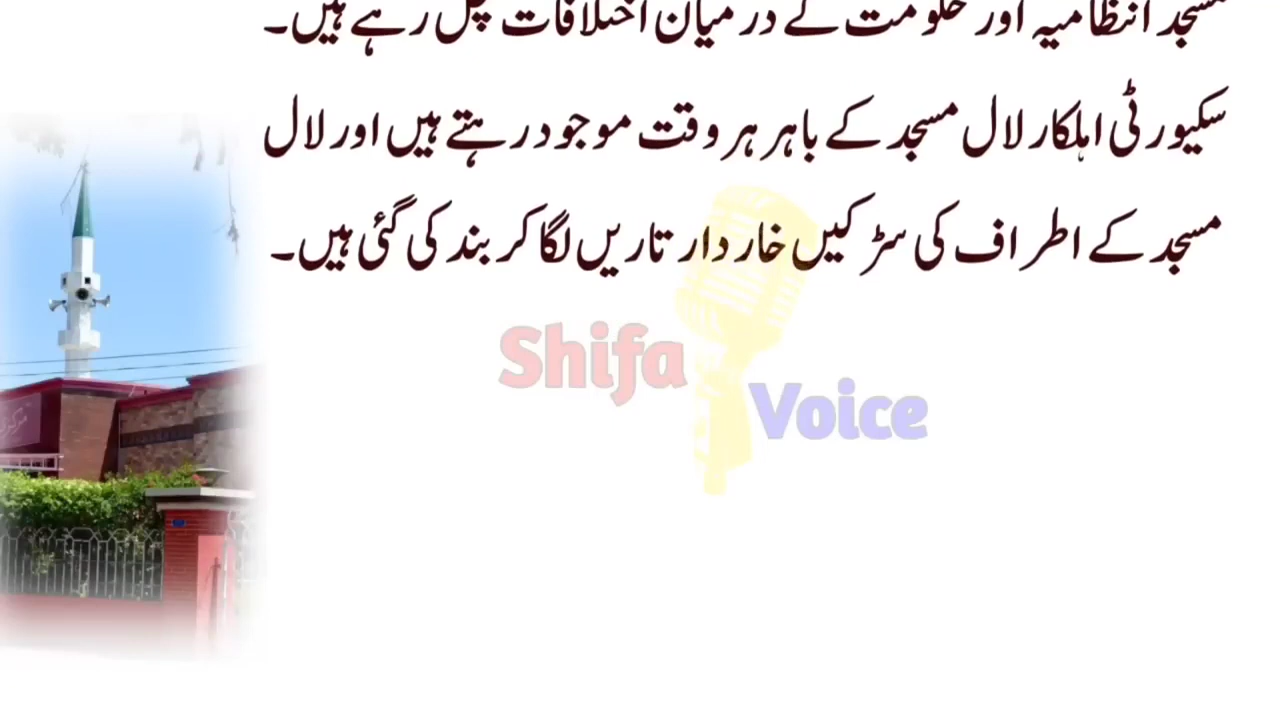 مسجد انتظامیہ اور حکومت کے درمیان اختلافات چل رہے ہیں۔
سکیورٹی اہلکار لال مسجد کے باہر ہر وقت موجود رہتے ہیں اور لال
مسجد کے اطراف کی سڑکیں خاردار تاریں لگا کر بند کی گئی ہیں۔
Shifa
Voice